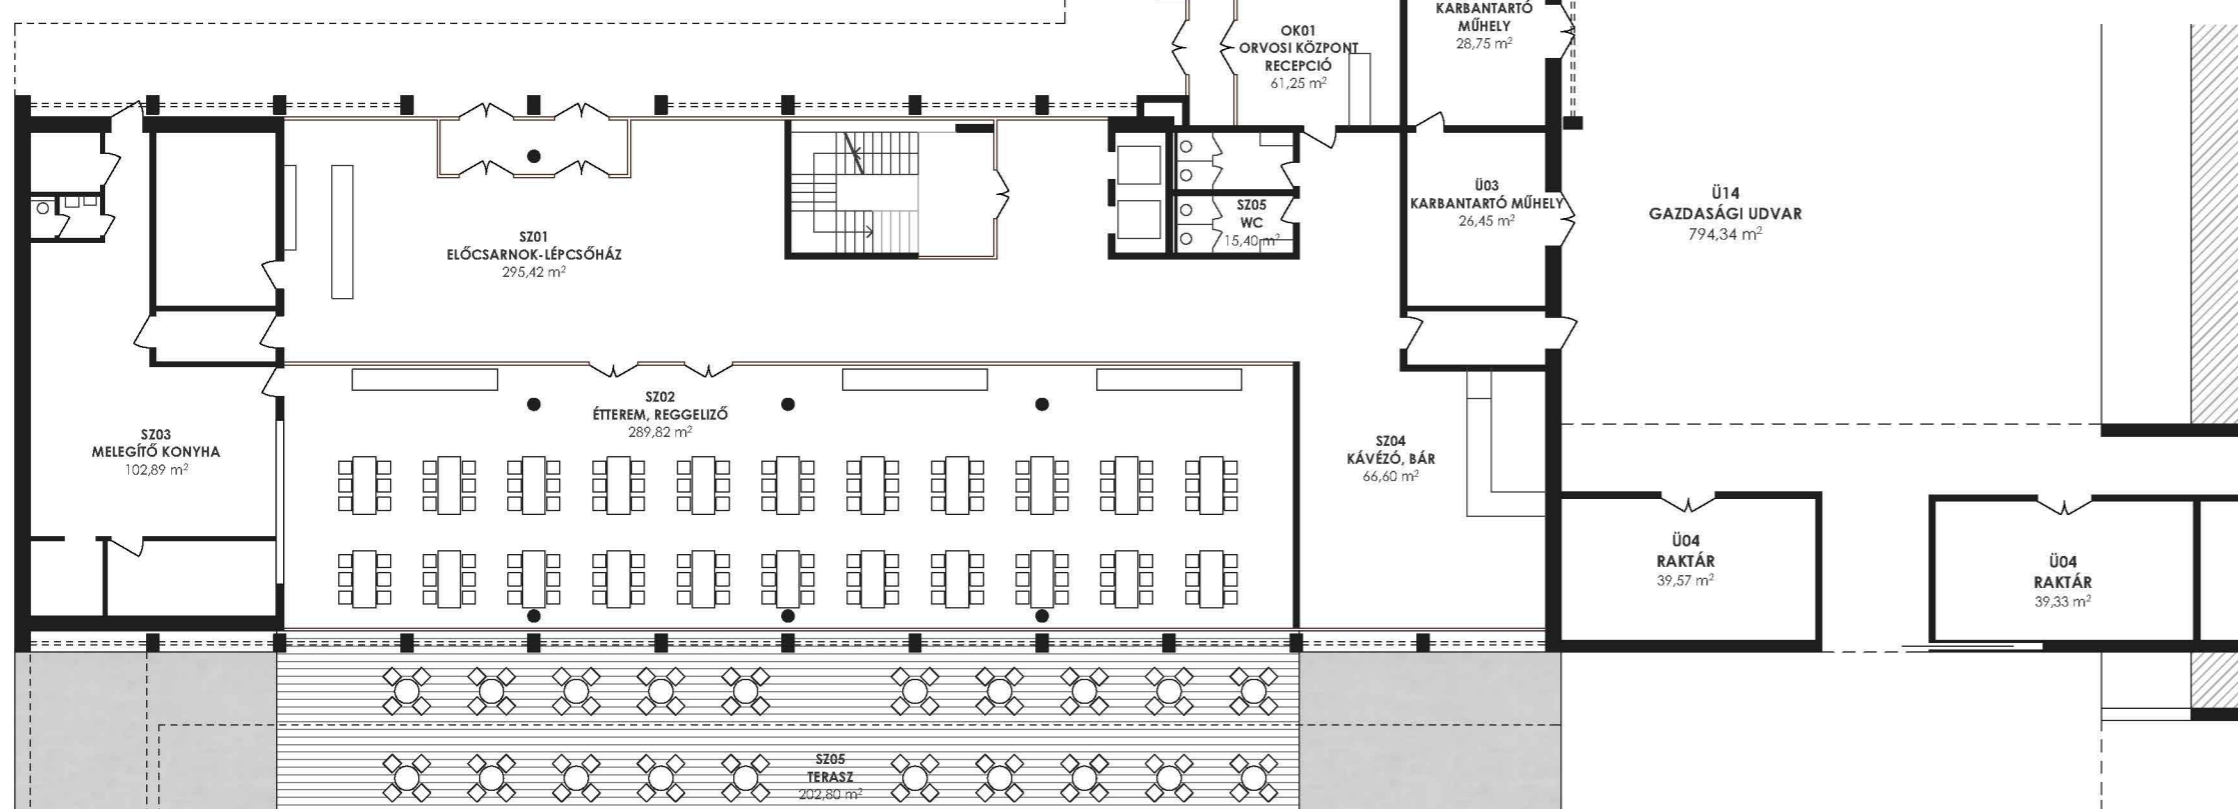 KARBANTARTÓ
MŰHELY
28,75 m²
OK01
ORVOSI KÖZPONT
RECEPCIÓ
61,25 m²
Ü03
KARBANTARTÓ MŰHELY
26,45 m²
Ü14
GAZDASÁGI UDVAR
794,34 m²
SZ05
WC
15,40 m²
SZ01
ELŐCSARNOK-LÉPCSŐHÁZ
295,42 m²
SZ02
ÉTTEREM, REGGELIZŐ
289,82 m²
SZ03
MELEGÍTŐ KONYHA
102,89 m²
SZ04
KÁVÉZÓ, BÁR
66,60 m²
Ü04
RAKTÁR
39,57 m²
Ü04
RAKTÁR
39,33 m²
SZ05
TERASZ
202,80 m²